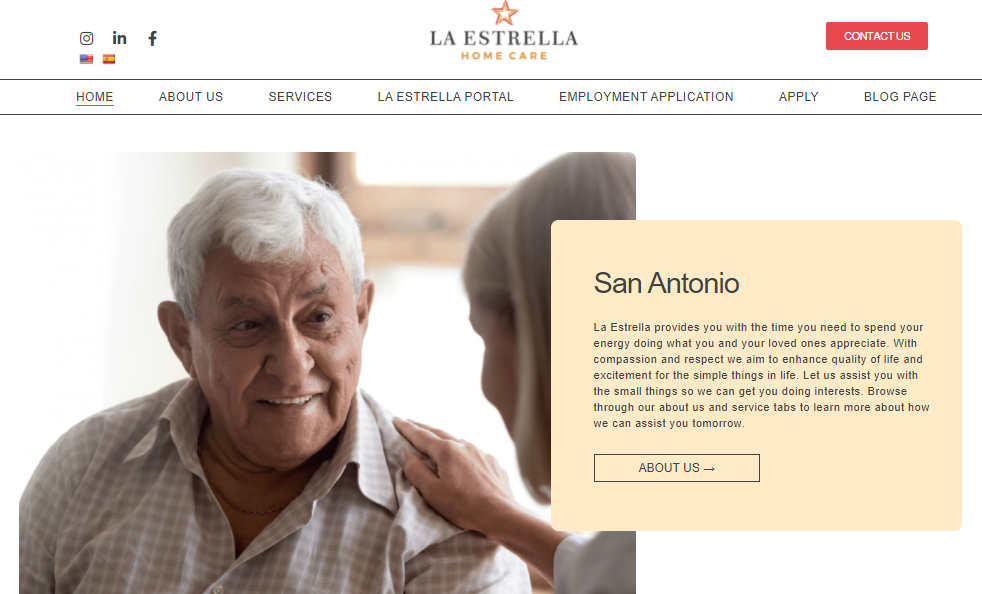 LA ESTRELLA
HOME CARE
CONTACT US
HOME ABOUT US SERVICES LA ESTRELLA PORTAL EMPLOYMENT APPLICATION APPLY BLOG PAGE
San Antonio
La Estrella provides you with the time you need to spend your
energy doing what you and your loved ones appreciate. With
compassion and respect we aim to enhance quality of life and
excitement for the simple things in life. Let us assist you with
the small things so we can get you doing interests. Browse
through our about us and service tabs to learn more about how
we can assist you tomorrow.
ABOUT US →